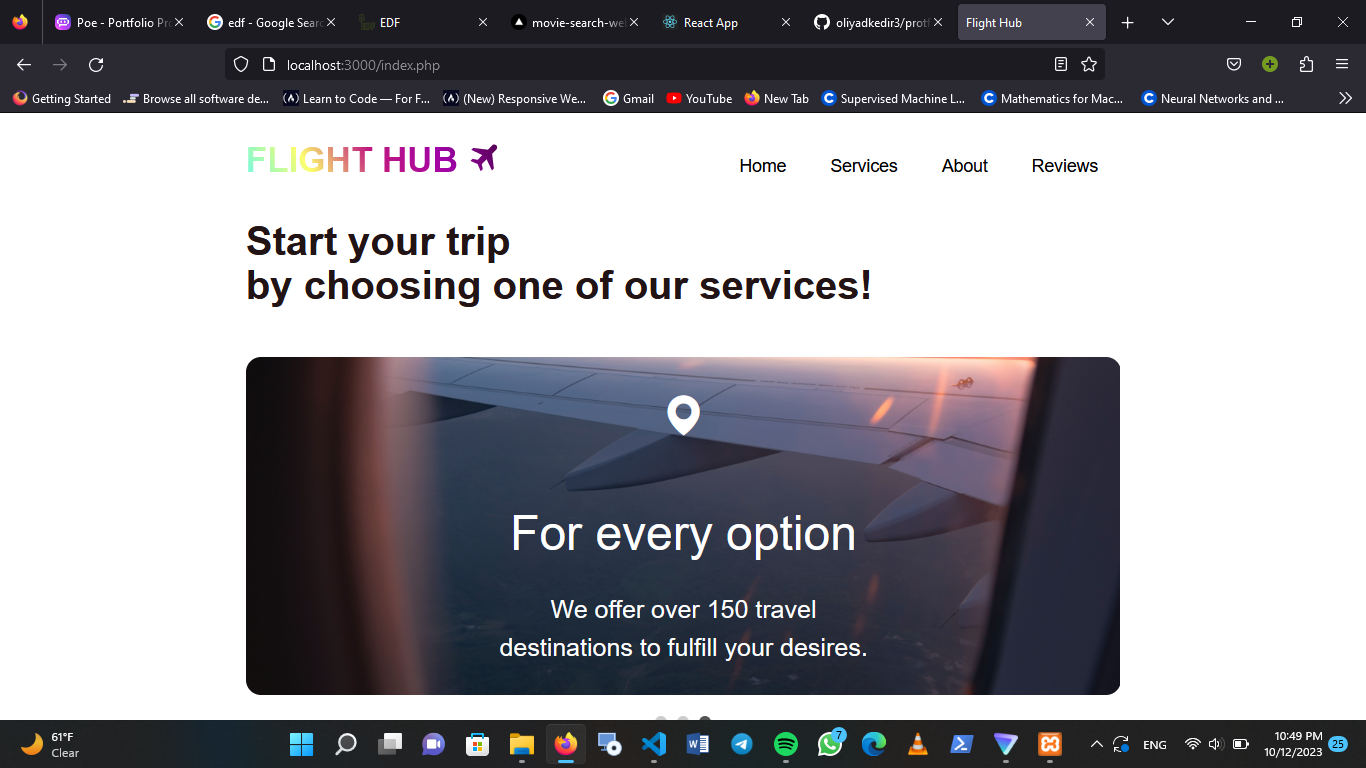 Poe - Portfolio Pro
edf - Google Searc
EDF
movie-search-web
React App
oliyadkedir3/protf
Flight Hub
localhost:3000/index.php
Getting Started
Browse all software de...
Learn to Code — For F...
(New) Responsive We...
Gmail
YouTube
New Tab
Supervised Machine L...
Mathematics for Mac...
Neural Networks and ...
FLIGHT HUB
Home
Services
About
Reviews
Start your trip
by choosing one of our services!
For every option
We offer over 150 travel
destinations to fulfill your desires.
61°F
Clear
7
ENG
10:49 PM
10/12/2023
25